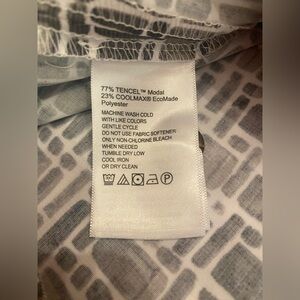 77% TENCEL™ Modal
23% COOLMAX® EcoMade
Polyester
MACHINE WASH COLD
WITH LIKE COLORS
GENTLE CYCLE
DO NOT USE FABRIC SOFTENER
ONLY NON-CHLORINE BLEACH
WHEN NEEDED
TUMBLE DRY LOW
COOL IRON
OR DRY CLEAN